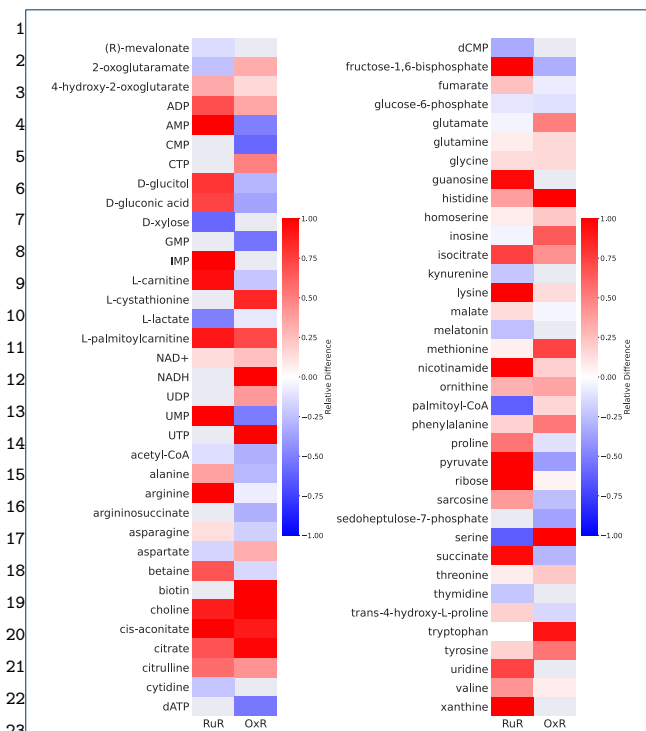 1
2
3
4
5
6
7
8
9
10
11
12
13
14
15
16
17
18
19
20
21
22
23
(R)-mevalonate
2-oxoglutaramate
4-hydroxy-2-oxoglutarate
ADP
AMP
CMP
CTP
D-glucitol
D-gluconic acid
D-xylose
GMP
IMP
L-carnitine
L-cystathionine
L-lactate
L-palmitoylcarnitine
NAD+
NADH
UDP
UMP
UTP
acetyl-CoA
alanine
arginine
argininosuccinate
asparagine
aspartate
betaine
biotin
choline
cis-aconitate
citrate
citrulline
cytidine
dATP
RuR OxR
1.00
0.75
0.50
0.25
0.00
−0.25
−0.50
−0.75
−1.00
Relative Difference
dCMP
fructose-1,6-bisphosphate
fumarate
glucose-6-phosphate
glutamate
glutamine
glycine
guanosine
histidine
homoserine
inosine
isocitrate
kynurenine
lysine
malate
melatonin
methionine
nicotinamide
ornithine
palmitoyl-CoA
phenylalanine
proline
pyruvate
ribose
sarcosine
sedoheptulose-7-phosphate
serine
succinate
threonine
thymidine
trans-4-hydroxy-L-proline
tryptophan
tyrosine
uridine
valine
xanthine
RuR OxR
1.00
0.75
0.50
0.25
0.00
−0.25
−0.50
−0.75
−1.00
Relative Difference